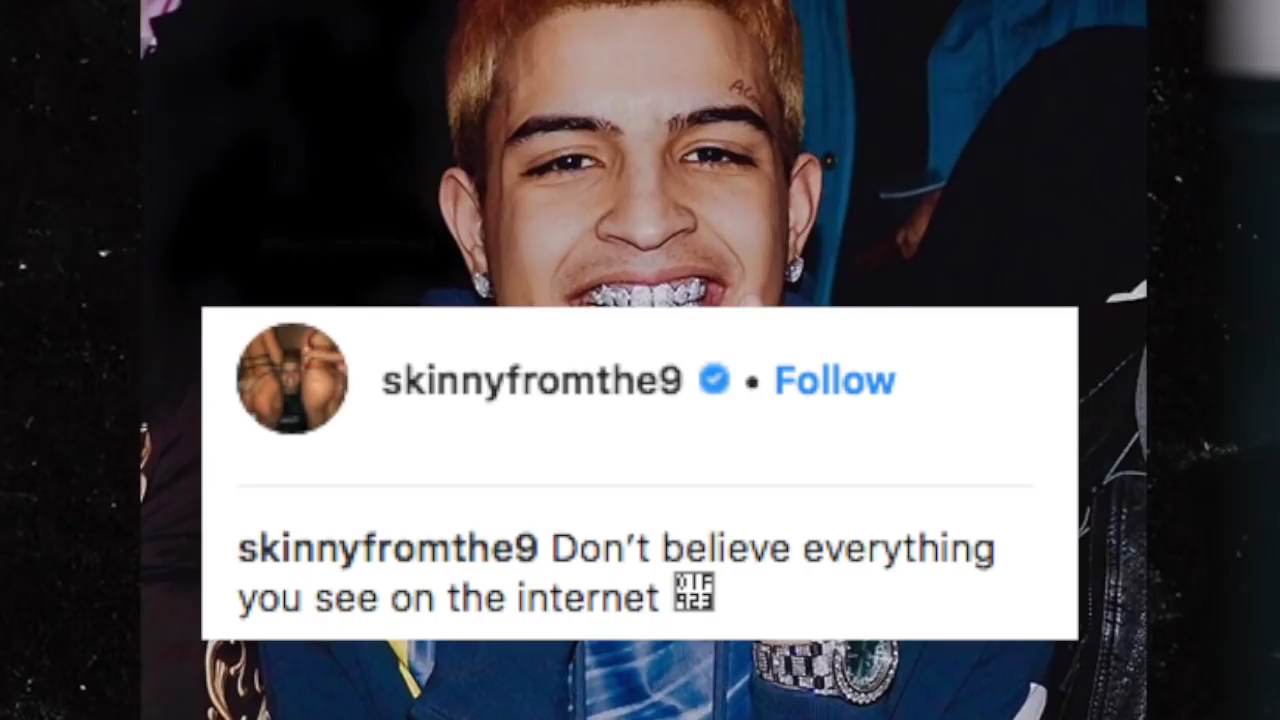 skinnyfromthe9 • Follow
skinnyfromthe9 Don’t believe everything
you see on the internet